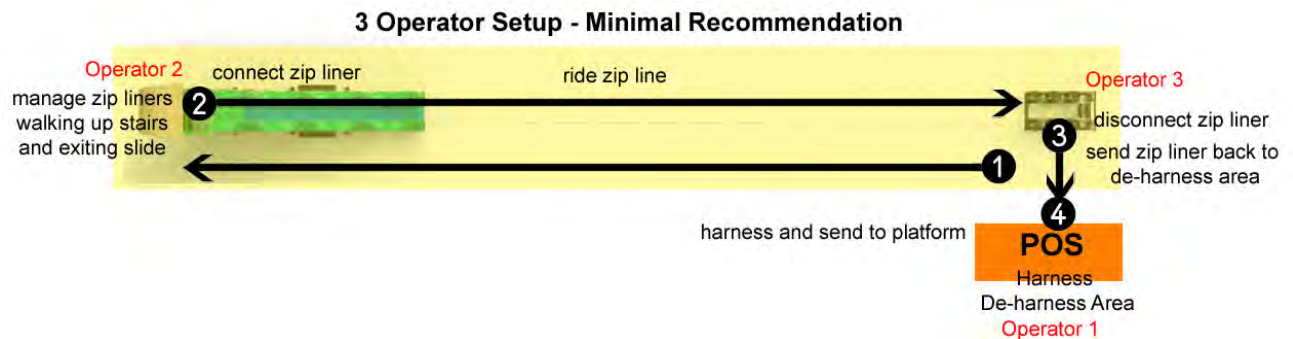 3 Operator Setup - Minimal Recommendation
Operator 2
connect zip liner
ride zip line
Operator 3
manage zip liners
walking up stairs
and exiting slide
2
disconnect zip liner
3
1
send zip liner back to
de-harness area
4
harness and send to platform
POS
Harness
De-harness Area
Operator 1